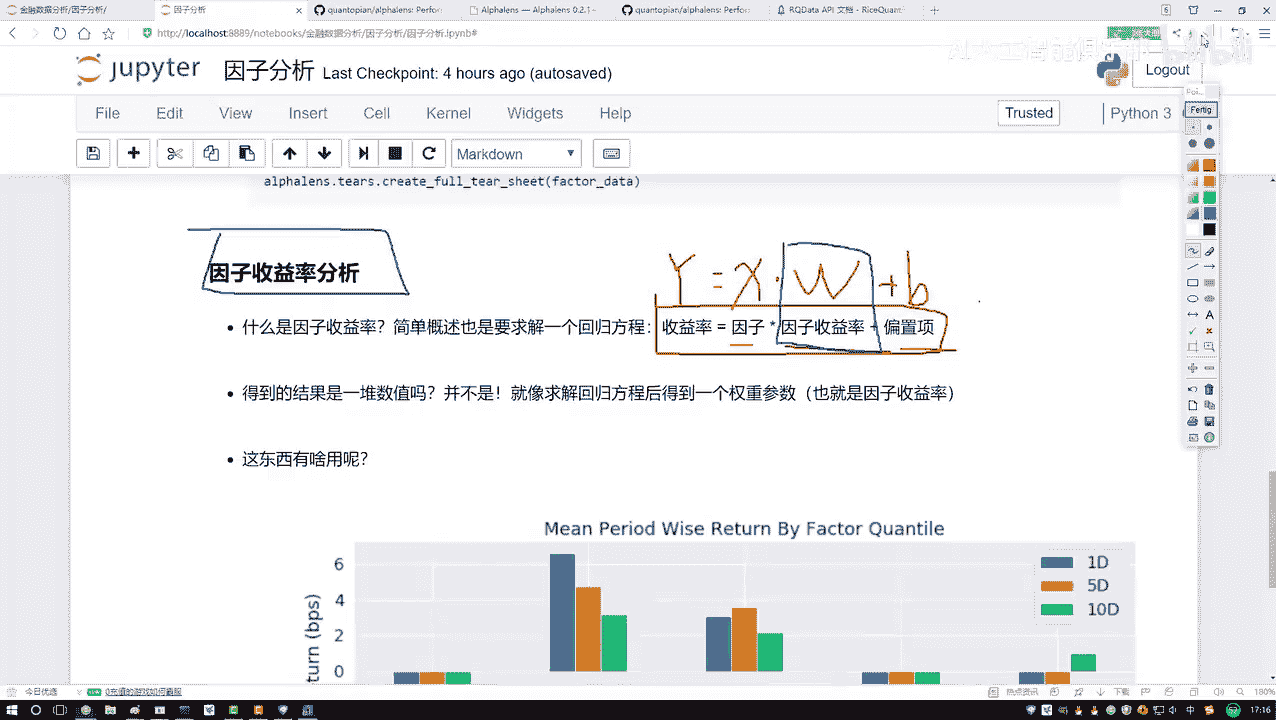 金融数据分析/因子分析/
因子分析
quantopian/alphalens: Perfor
Alphalens — Alphalens 0.2.1
quantopian/alphalens: Perfor
RQData API 文档 - RiceQuant
http://localhost:8889/notebooks/金融数据分析/因子分析/因子分析.ipynb#
jupyter 因子分析 Last Checkpoint: 4 hours ago (autosaved)
Logout
File Edit View Insert Cell Kernel Widgets Help
Trusted
Python 3
Markdown
Fertig
alphalens.tears.create_full_tear_sheet(factor_data)
因子收益率分析
Y = X · W + b
什么是因子收益率？简单概述也是要求解一个回归方程：收益率 = 因子 * 因子收益率 + 偏置项
得到的结果是一堆数值吗？并不是！就像求解回归方程后得到一个权重参数（也就是因子收益率）
这东西有啥用呢？
Mean Period Wise Return By Factor Quantile
6
4
2
0
turn (bps)
1D
5D
10D
今日优选
热点资讯
下载
180%
中
17:16